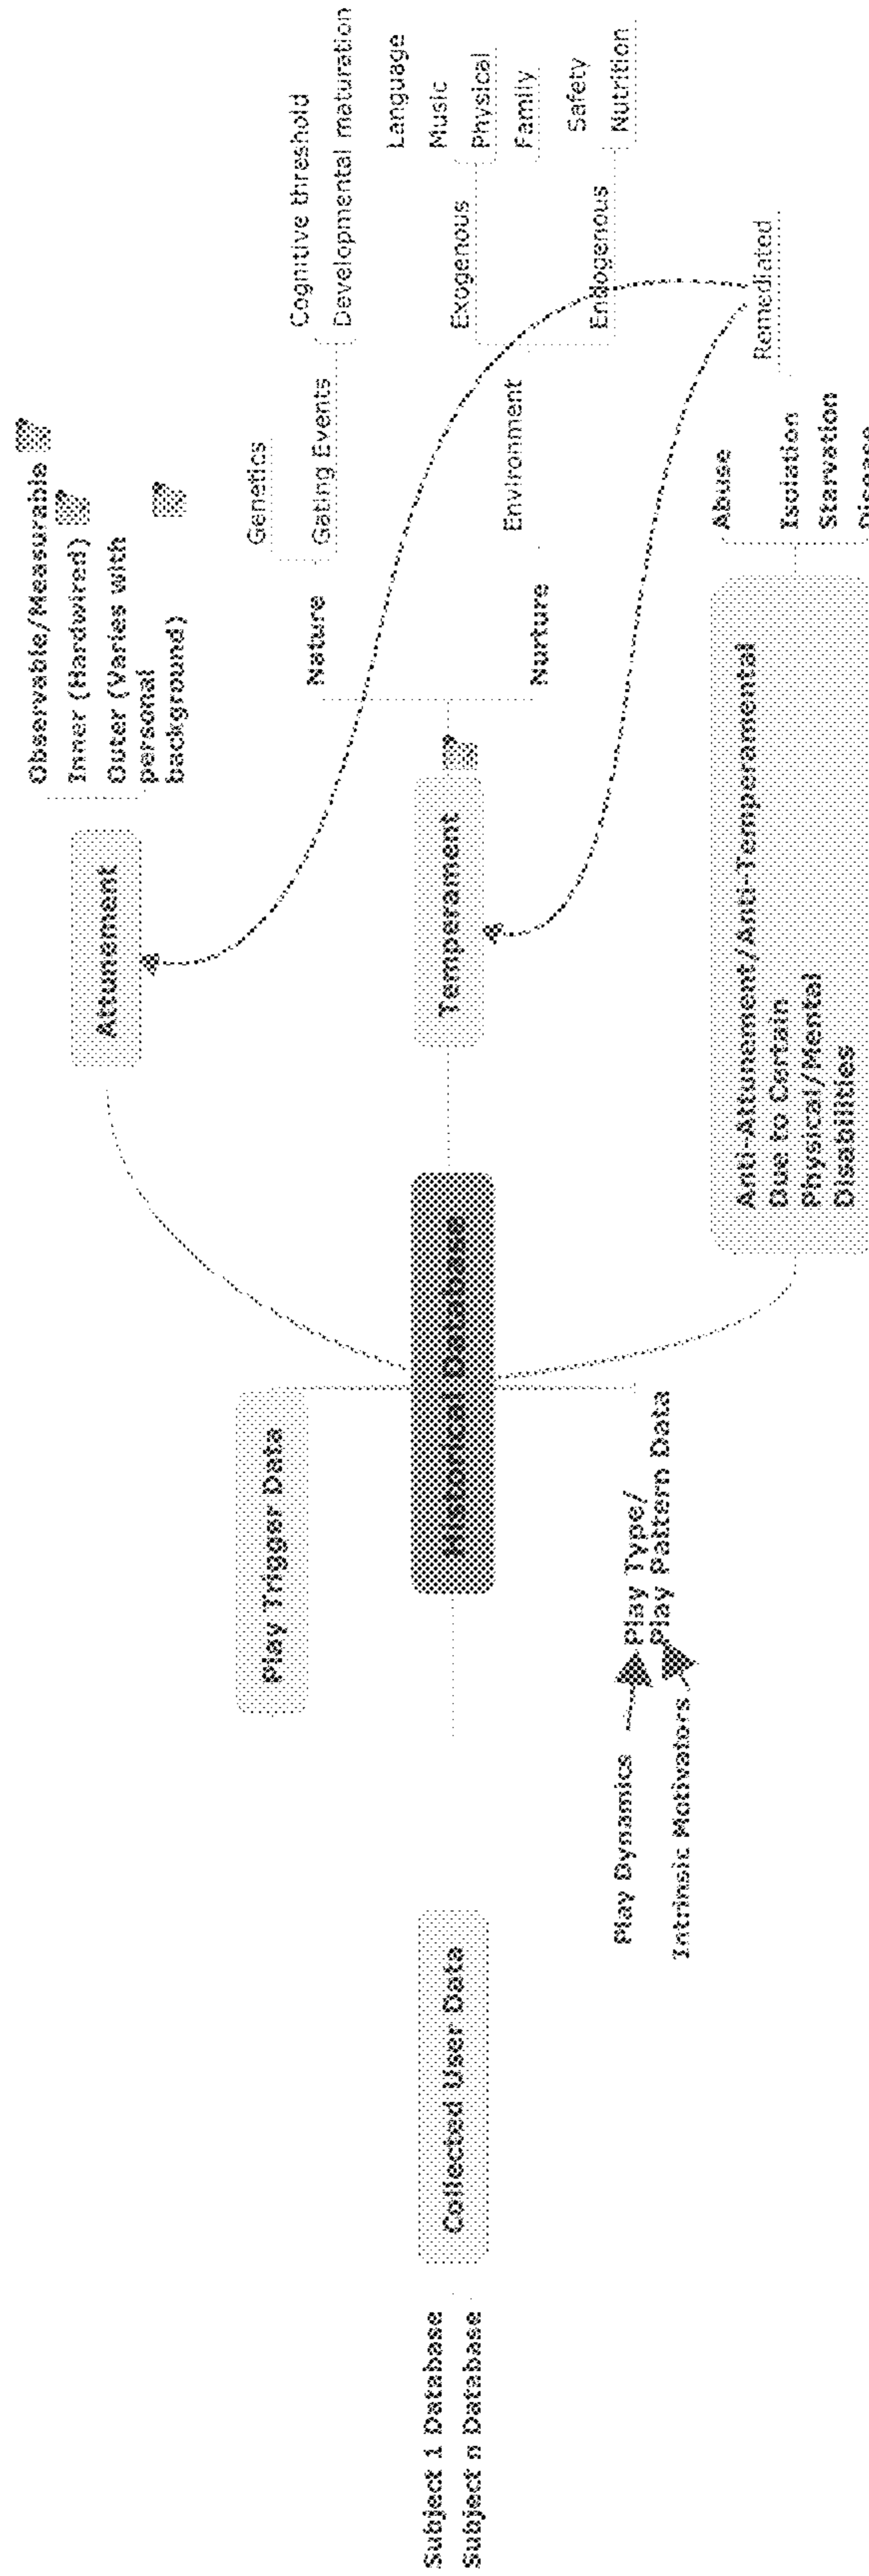 Subject 1 Database
Subject n Database
Collected User Data
Historical Database
Play Trigger Data
Play Dynamics
Intrinsic Motivators
Play Type/
Play Pattern Data
Attunement
Observable/Measurable
Inner (Hardwired)
Outer (Varies with
personal
background)
Temperament
Nature
Genetics
Gating Events
Cognitive threshold
Developmental maturation
Nurture
Environment
Exogenous
Language
Music
Physical
Family
Endogenous
Safety
Nutrition
Anti-Attunement/Anti-Temperamental
Due to Certain
Physical/Mental
Disabilities
Abuse
Isolation
Starvation
Disease
Remediated